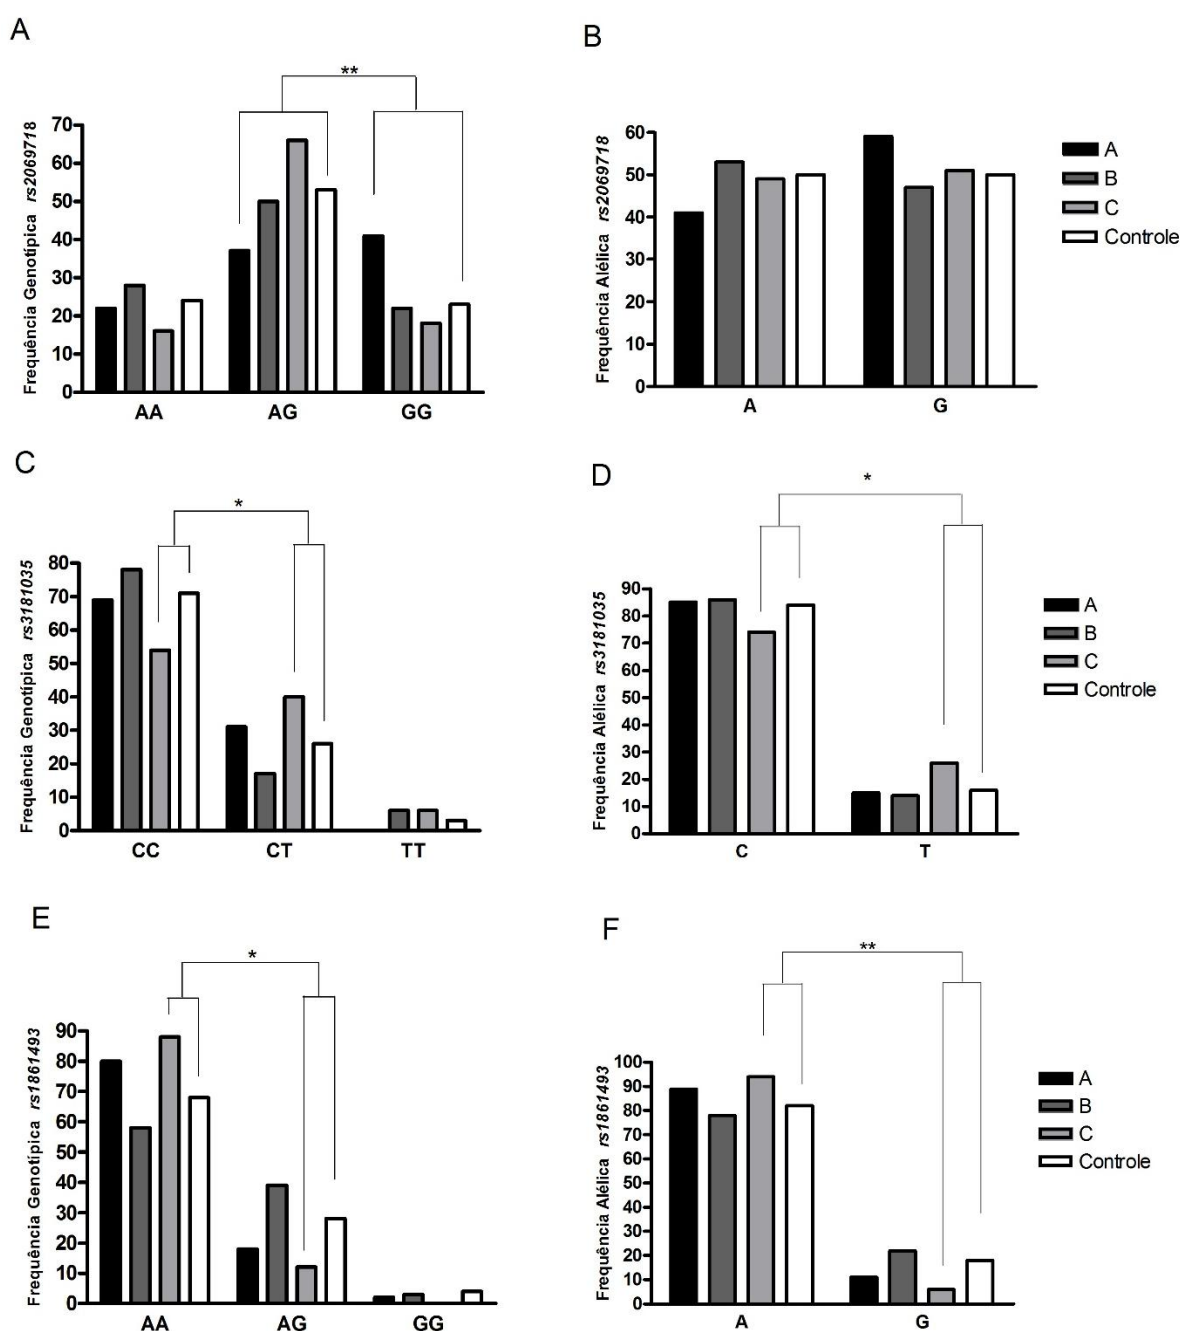 A
**
Frequência Genotípica rs2069718
70
60
50
40
30
20
10
0
AA AG GG
B
Frequência Alélica rs2069718
60
50
40
30
20
10
0
A G
A
B
C
Controle
C
*
Frequência Genotípica rs3181035
80
70
60
50
40
30
20
10
0
CC CT TT
D
*
Frequência Alélica rs3181035
90
80
70
60
50
40
30
20
10
0
C T
A
B
C
Controle
E
*
Frequência Genotípica rs1861493
90
80
70
60
50
40
30
20
10
0
AA AG GG
F
**
Frequência Alélica rs1861493
100
90
80
70
60
50
40
30
20
10
0
A G
A
B
C
Controle